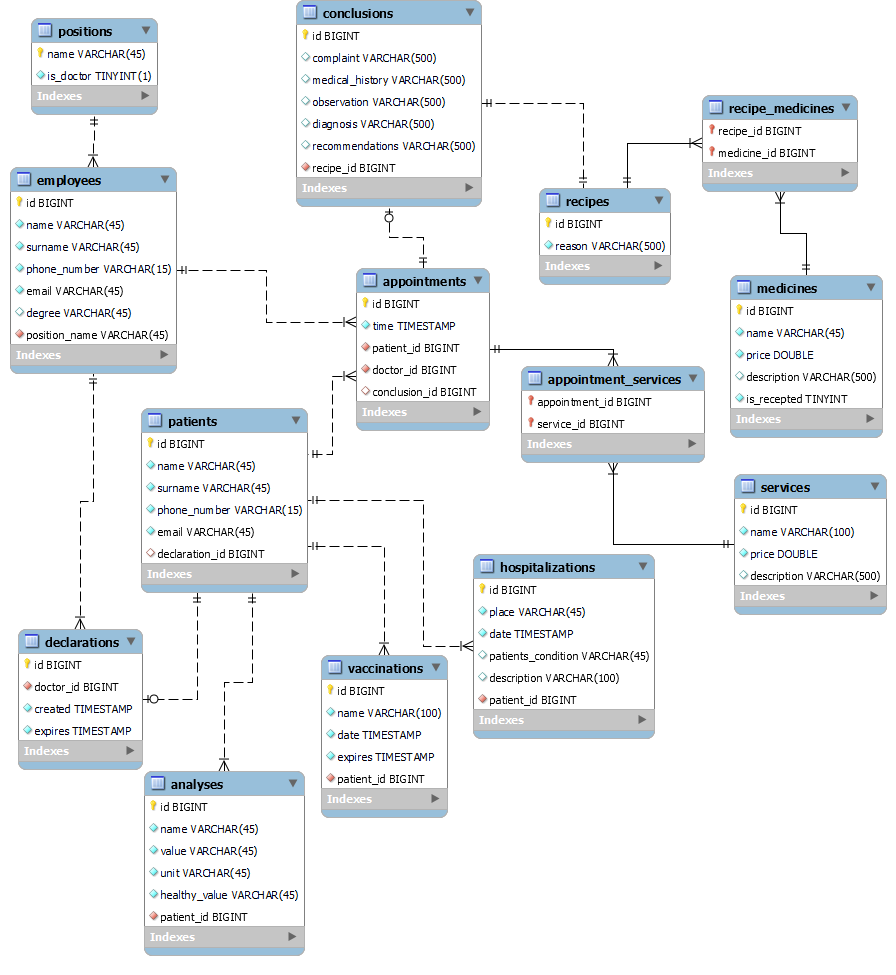 positions
name VARCHAR(45)
is_doctor TINYINT(1)
Indexes
conclusions
id BIGINT
complaint VARCHAR(500)
medical_history VARCHAR(500)
observation VARCHAR(500)
diagnosis VARCHAR(500)
recommendations VARCHAR(500)
recipe_id BIGINT
Indexes
recipe_medicines
recipe_id BIGINT
medicine_id BIGINT
Indexes
employees
id BIGINT
name VARCHAR(45)
surname VARCHAR(45)
phone_number VARCHAR(15)
email VARCHAR(45)
degree VARCHAR(45)
position_name VARCHAR(45)
Indexes
recipes
id BIGINT
reason VARCHAR(500)
Indexes
appointments
id BIGINT
time TIMESTAMP
patient_id BIGINT
doctor_id BIGINT
conclusion_id BIGINT
Indexes
medicines
id BIGINT
name VARCHAR(45)
price DOUBLE
description VARCHAR(500)
is_recepted TINYINT
Indexes
appointment_services
appointment_id BIGINT
service_id BIGINT
Indexes
patients
id BIGINT
name VARCHAR(45)
surname VARCHAR(45)
phone_number VARCHAR(15)
email VARCHAR(45)
declaration_id BIGINT
Indexes
services
id BIGINT
name VARCHAR(100)
price DOUBLE
description VARCHAR(500)
Indexes
hospitalizations
id BIGINT
place VARCHAR(45)
date TIMESTAMP
patients_condition VARCHAR(45)
description VARCHAR(100)
patient_id BIGINT
Indexes
declarations
id BIGINT
doctor_id BIGINT
created TIMESTAMP
expires TIMESTAMP
Indexes
vaccinations
id BIGINT
name VARCHAR(100)
date TIMESTAMP
expires TIMESTAMP
patient_id BIGINT
Indexes
analyses
id BIGINT
name VARCHAR(45)
value VARCHAR(45)
unit VARCHAR(45)
healthy_value VARCHAR(45)
patient_id BIGINT
Indexes